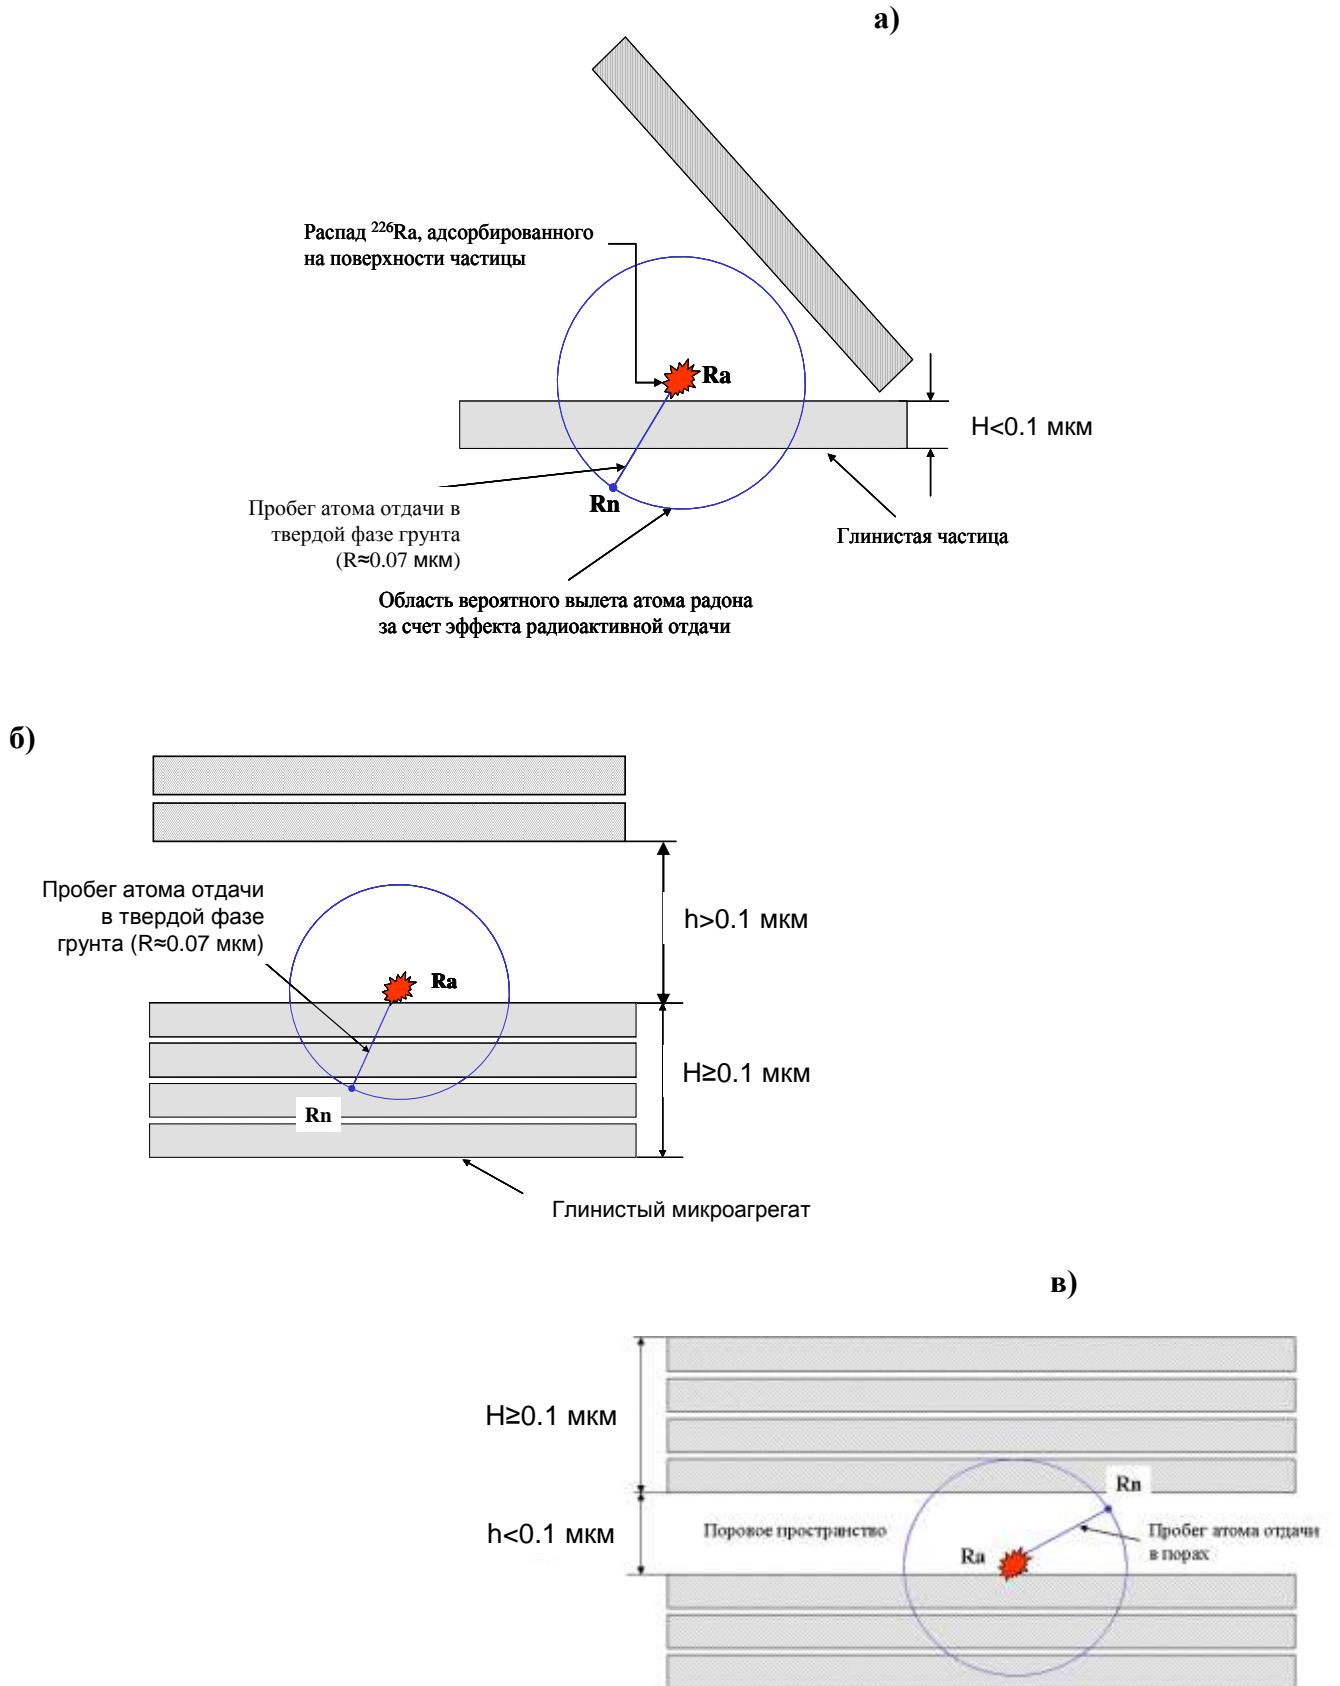 а)
Распад ²²⁶Ra, адсорбированного
на поверхности частицы
Ra
H<0.1 мкм
Rn
Пробег атома отдачи в
твердой фазе грунта
(R≈0.07 мкм)
Глинистая частица
Область вероятного вылета атома радона
за счет эффекта радиоактивной отдачи
б)
Пробег атома отдачи
в твердой фазе
грунта (R≈0.07 мкм)
h>0.1 мкм
Ra
H≥0.1 мкм
Rn
Глинистый микроагрегат
в)
H≥0.1 мкм
Rn
h<0.1 мкм
Поровое пространство
Пробег атома отдачи
в порах
Ra